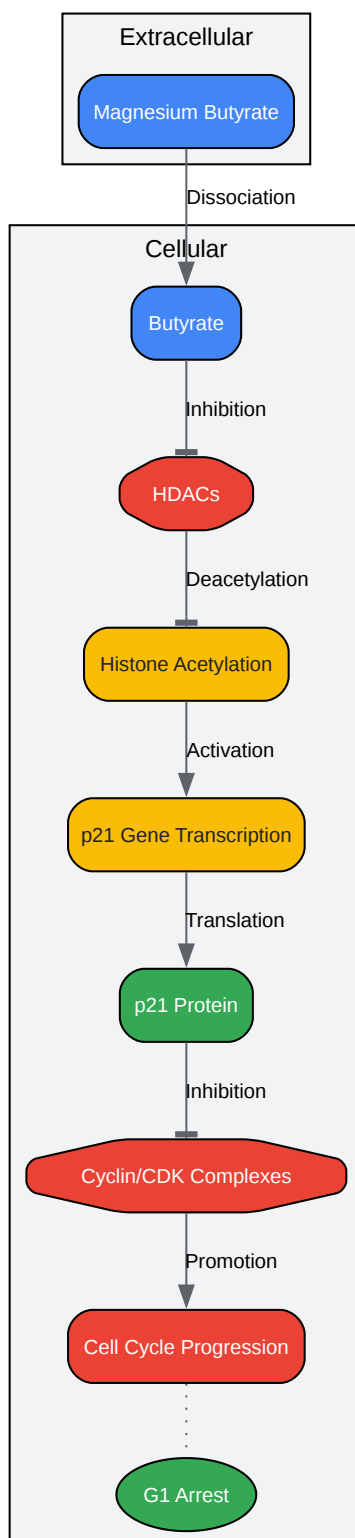 Extracellular
Magnesium Butyrate
Dissociation
Cellular
Butyrate
Inhibition
HDACs
Deacetylation
Histone Acetylation
Activation
p21 Gene Transcription
Translation
p21 Protein
Inhibition
Cyclin/CDK Complexes
Promotion
Cell Cycle Progression
G1 Arrest